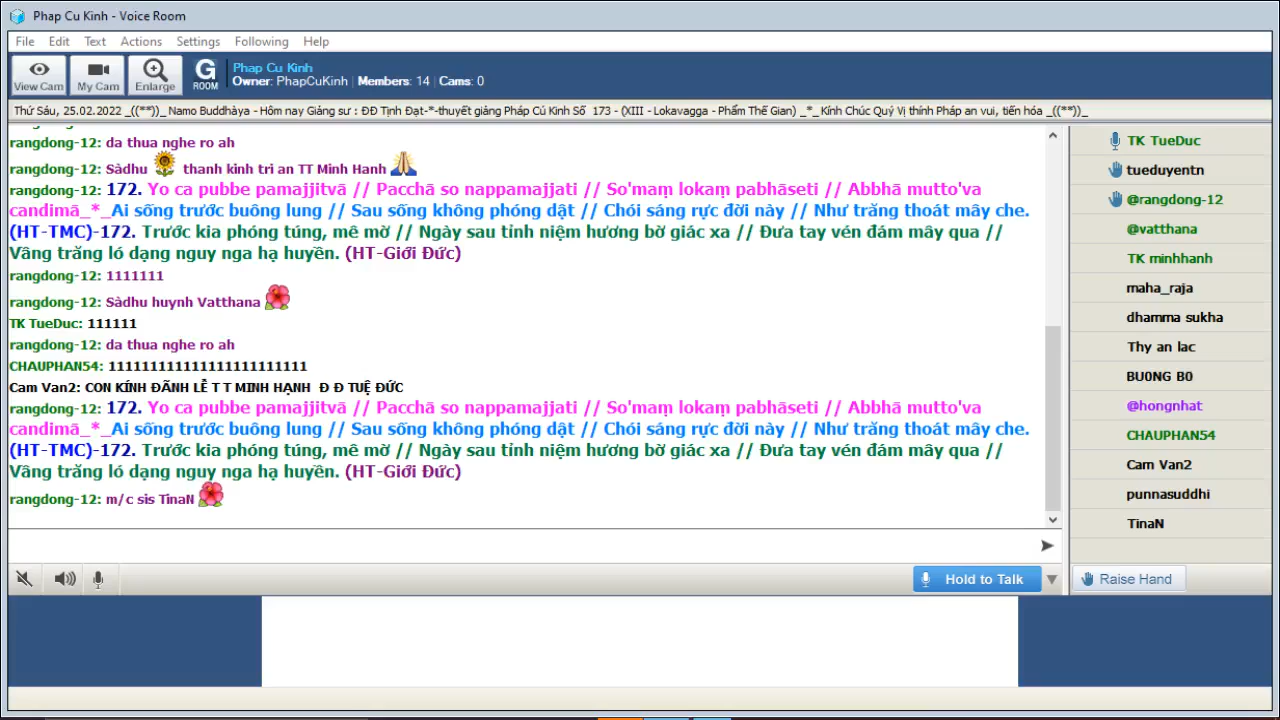 Phap Cu Kinh - Voice Room
File Edit Text Actions Settings Following Help
View Cam My Cam Enlarge G ROOM
Phap Cu Kinh
Owner: PhapCuKinh | Members: 14 | Cams: 0
Thứ Sáu, 25.02.2022 _((**))_ Namo Buddhàya - Hôm nay Giảng sư : ĐĐ Tịnh Đạt-*-thuyết giảng Pháp Cú Kinh Số 173 - (XIII - Lokavagga - Phẩm Thế Gian) _*_ Kính Chúc Quý Vị thính Pháp an vui, tiến hóa _((**))_
rangdong-12: da thua nghe ro ah
rangdong-12: Sàdhu thanh kinh tri an TT Minh Hanh
rangdong-12: 172. Yo ca pubbe pamajjitvā // Pacchā so nappamajjati // So'maṃ lokaṃ pabhāseti // Abbhā mutto'va
candimā_*_Ai sống trước buông lung // Sau sống không phóng dật // Chói sáng rực đời này // Như trăng thoát mây che.
(HT-TMC)-172. Trước kia phóng túng, mê mờ // Ngày sau tỉnh niệm hương bờ giác xa // Đưa tay vén đám mây qua //
Vầng trăng ló dạng nguy nga hạ huyền. (HT-Giới Đức)
rangdong-12: 1111111
rangdong-12: Sàdhu huynh Vatthana
TK TueDuc: 111111
rangdong-12: da thua nghe ro ah
CHAUPHAN54: 11111111111111111111111
Cam Van2: CON KÍNH ĐÃNH LỄ T T MINH HẠNH Đ Đ TUỆ ĐỨC
rangdong-12: 172. Yo ca pubbe pamajjitvā // Pacchā so nappamajjati // So'maṃ lokaṃ pabhāseti // Abbhā mutto'va
candimā_*_Ai sống trước buông lung // Sau sống không phóng dật // Chói sáng rực đời này // Như trăng thoát mây che.
(HT-TMC)-172. Trước kia phóng túng, mê mờ // Ngày sau tỉnh niệm hương bờ giác xa // Đưa tay vén đám mây qua //
Vầng trăng ló dạng nguy nga hạ huyền. (HT-Giới Đức)
rangdong-12: m/c sis TinaN
TK TueDuc
tueduyentn
@rangdong-12
@vatthana
TK minhhanh
maha_raja
dhamma sukha
Thy an lac
BU0NG B0
@hongnhat
CHAUPHAN54
Cam Van2
punnasuddhi
TinaN
Hold to Talk
Raise Hand